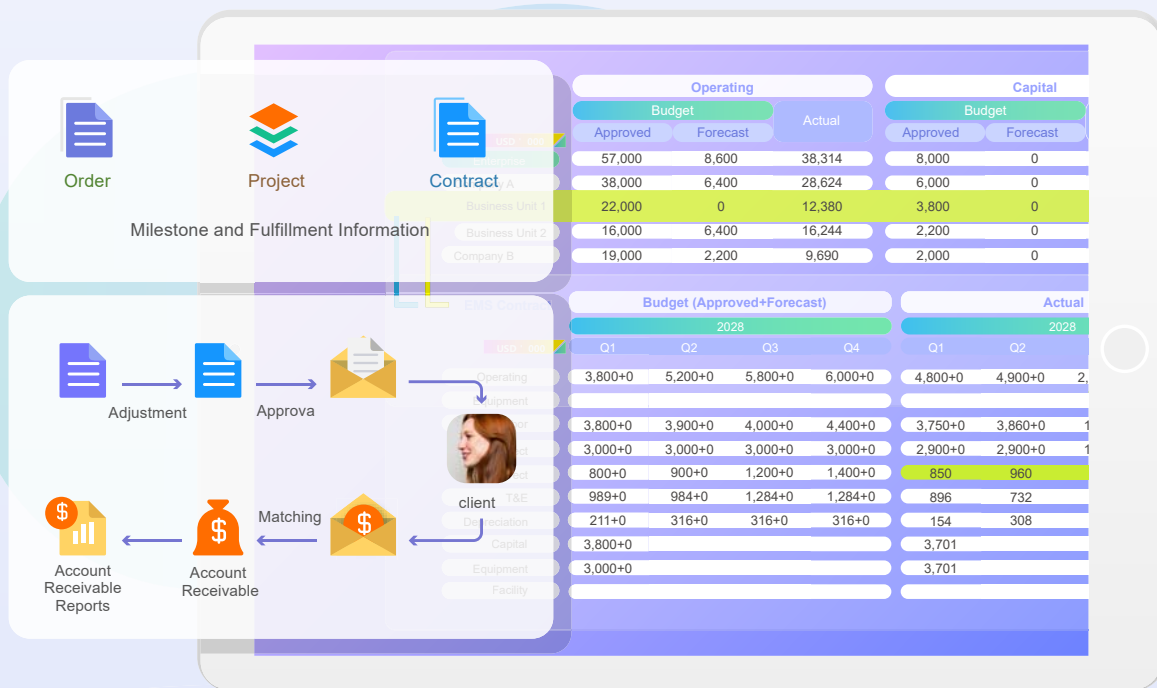 Order
Project
Contract
Milestone and Fulfillment Information
Adjustment
Approva
client
Matching
Account
Receivable
Account
Receivable
Reports
Operating
Capital
Budget
Actual
Budget
Approved Forecast
Approved Forecast
USD 000
57,000 8,600 38,314 8,000 0
A 38,000 6,400 28,624 6,000 0
Business Unit 1 22,000 0 12,380 3,800 0
Business Unit 2 16,000 6,400 16,244 2,200 0
Company B 19,000 2,200 9,690 2,000 0
Budget (Approved+Forecast)
Actual
2028
2028
USD 000
Q1 Q2 Q3 Q4 Q1 Q2
Operating 3,800+0 5,200+0 5,800+0 6,000+0 4,800+0 4,900+0 2,
Equipment
3,800+0 3,900+0 4,000+0 4,400+0 3,750+0 3,860+0 1
3,000+0 3,000+0 3,000+0 3,000+0 2,900+0 2,900+0 1
800+0 900+0 1,200+0 1,400+0 850 960
T&E 989+0 984+0 1,284+0 1,284+0 896 732
Depreciation 211+0 316+0 316+0 316+0 154 308
Capital 3,800+0 3,701
Equipment 3,000+0 3,701
Facility